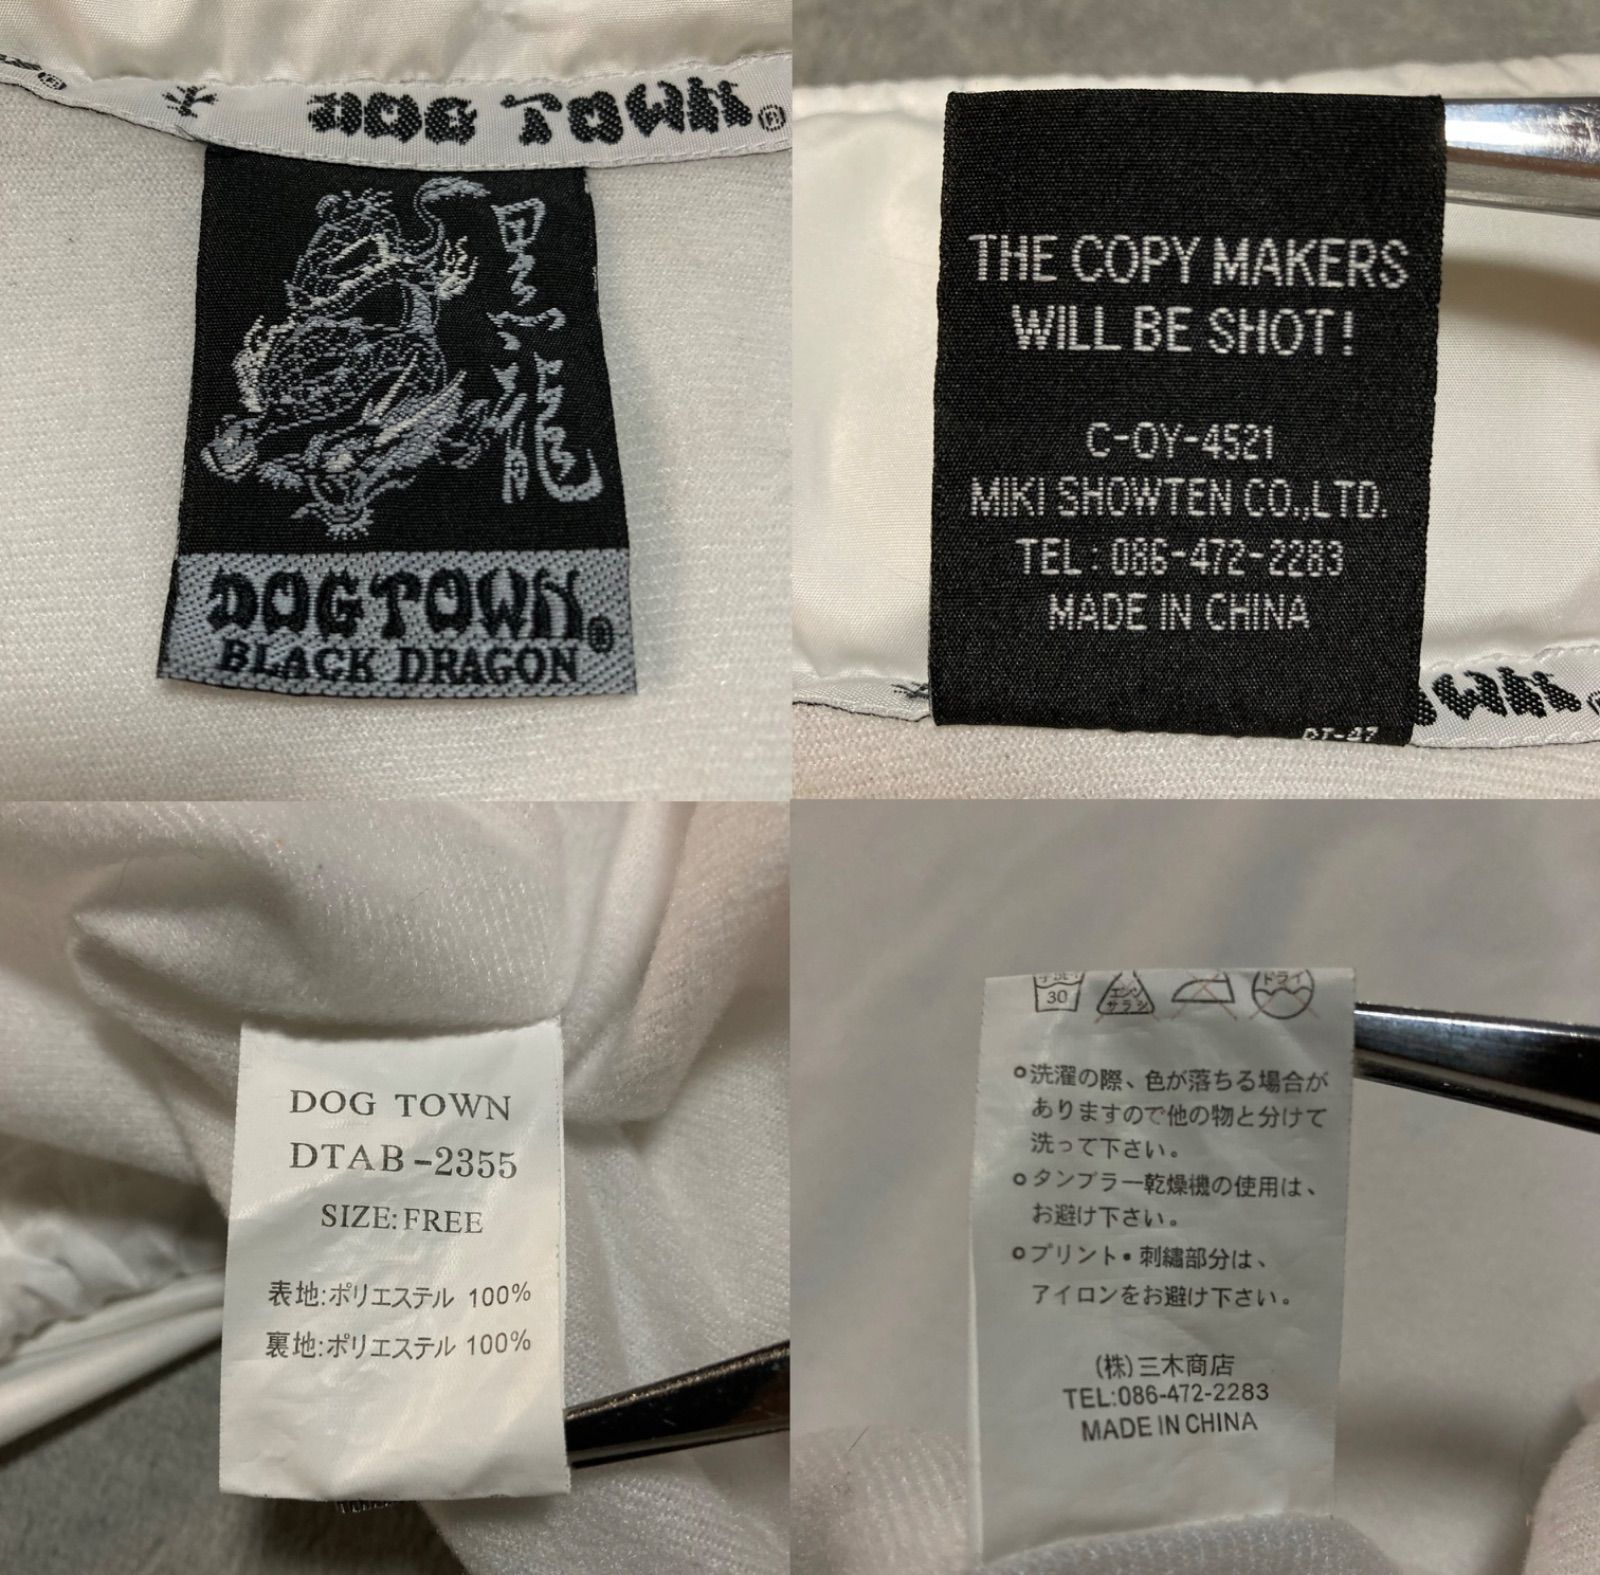 DOG TOWN®
黒龍
DOGTOWN®
BLACK DRAGON
THE COPY MAKERS
WILL BE SHOT!
C-OY-4521
MIKI SHOWTEN CO.,LTD.
TEL : 086-472-2283
MADE IN CHINA
DOG TOWN
DTAB-2355
SIZE:FREE
表地:ポリエステル 100%
裏地:ポリエステル 100%
30
エンソ
サラシ
ドライ
○洗濯の際、色が落ちる場合が
ありますので他の物と分けて
洗って下さい。
○タンブラー乾燥機の使用は、
お避け下さい。
○プリント・刺繡部分は、
アイロンをお避け下さい。
(株)三木商店
TEL:086-472-2283
MADE IN CHINA